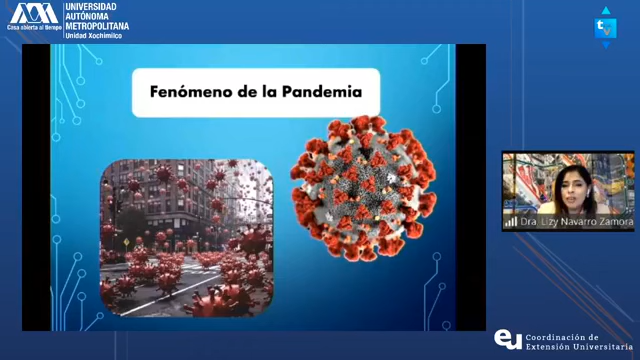 UNIVERSIDAD
AUTÓNOMA
METROPOLITANA
Casa abierta al tiempo
Unidad Xochimilco
tv
Fenómeno de la Pandemia
Dra. Lizy Navarro Zamora
eu Coordinación de
Extensión Universitaria